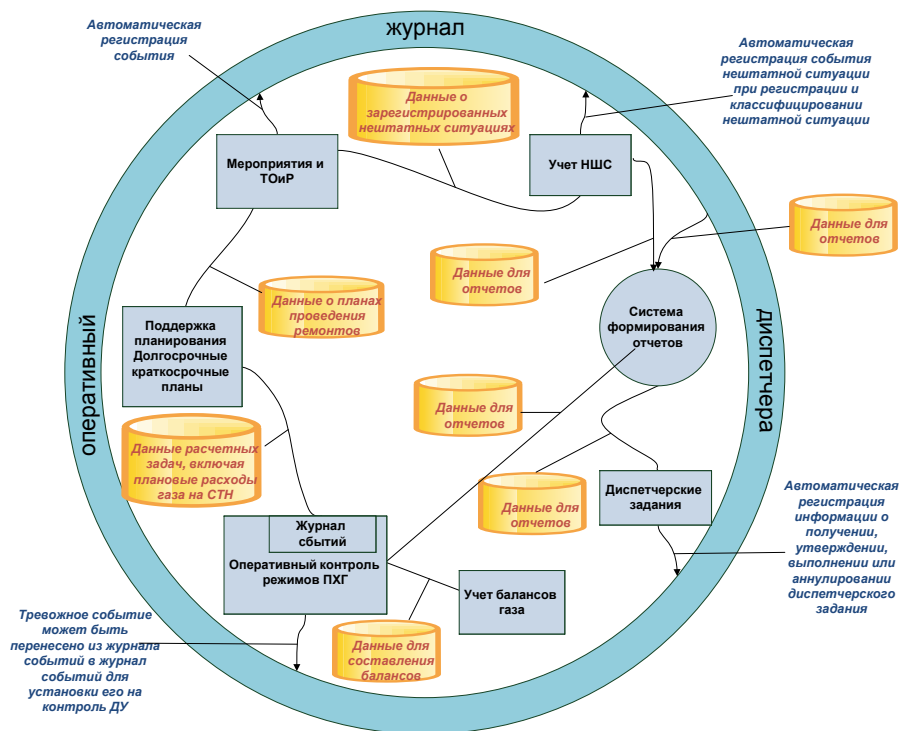 журнал
Автоматическая
регистрация
события
Автоматическая
регистрация события
нештатной ситуации
при регистрации и
классифицировании
нештатной ситуации
Данные о
зарегистрированных
нештатных ситуациях
Мероприятия и
ТОиР
Учет НШС
Данные для
отчетов
Данные для
отчетов
Данные о планах
проведения
ремонтов
Система
формирования
отчетов
оперативный
диспетчера
Поддержка
планирования
Долгосрочные
краткосрочные
планы
Данные для
отчетов
Данные расчетных
задач, включая
плановые расходы
газа на СТН
Данные для
отчетов
Диспетчерские
задания
Автоматическая
регистрация
информации о
получении,
утверждении,
выполнении или
аннулировании
диспетчерского
задания
Журнал
сбытий
Оперативный контроль
режимов ПХГ
Учет балансов
газа
Данные для
составления
балансов
Тревожное событие
может быть
перенесено из журнала
событий в журнал
событий для
установки его на
контроль ДУ